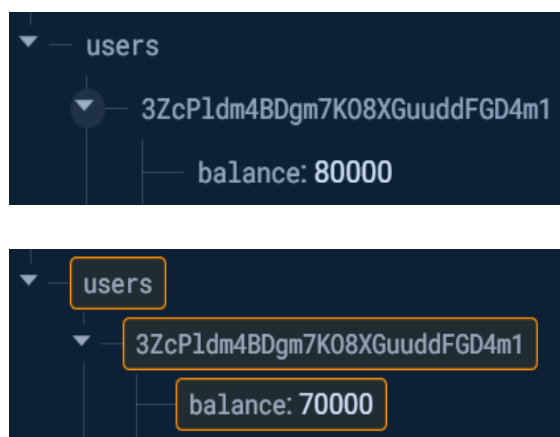 users
3ZcPldm4BDgm7KO8XGuuddFGD4m1
balance: 80000
users
3ZcPldm4BDgm7KO8XGuuddFGD4m1
balance: 70000